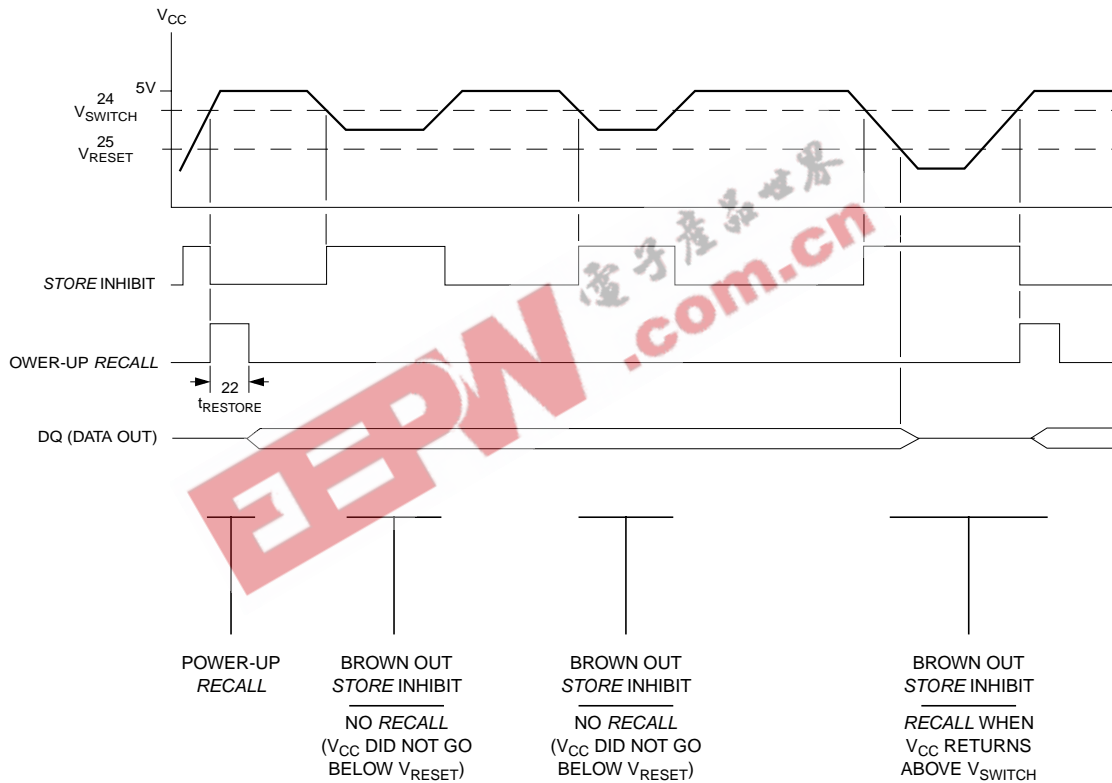 VCC
5V
24
VSWITCH
25
VRESET
STORE INHIBIT
OWER-UP RECALL
22
tRESTORE
DQ (DATA OUT)
EEPW
.com.cn
電子產品世界
POWER-UP
RECALL
BROWN OUT
STORE INHIBIT
NO RECALL
(VCC DID NOT GO
BELOW VRESET)
BROWN OUT
STORE INHIBIT
NO RECALL
(VCC DID NOT GO
BELOW VRESET)
BROWN OUT
STORE INHIBIT
RECALL WHEN
VCC RETURNS
ABOVE VSWITCH